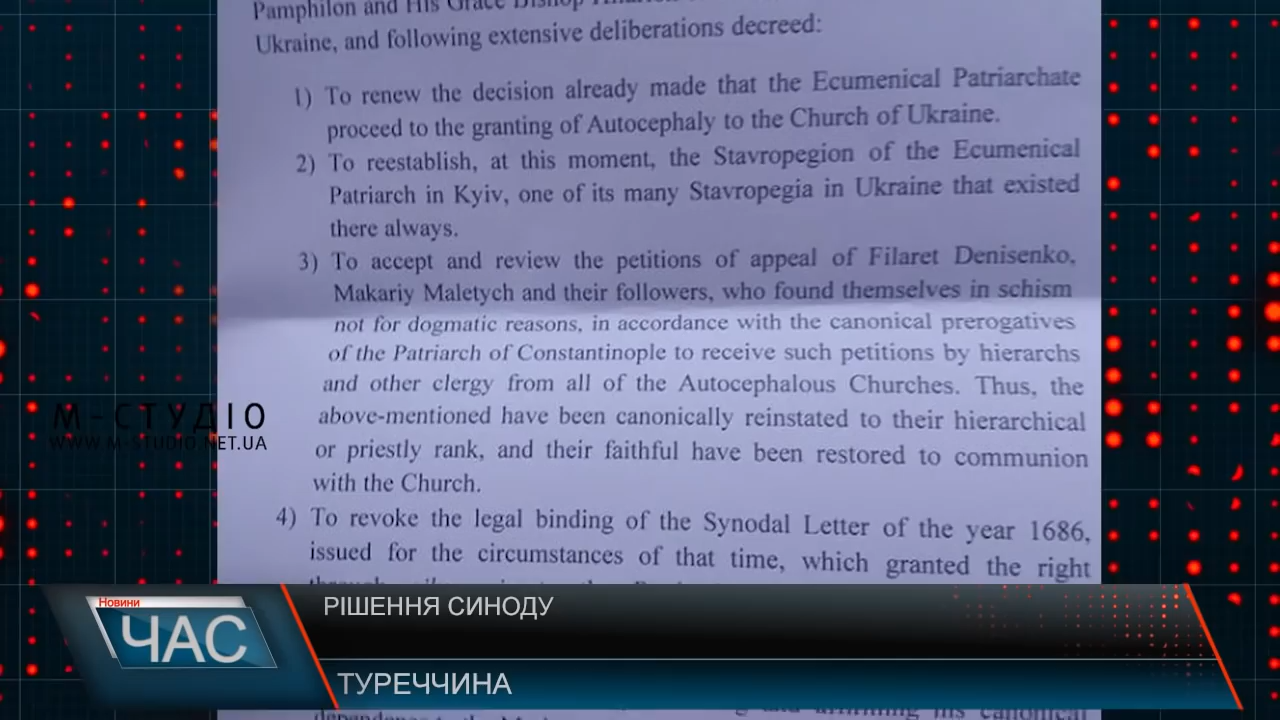 Pamphilon and His Grace Bishop
Ukraine, and following extensive deliberations decreed:
1) To renew the decision already made that the Ecumenical Patriarchate
proceed to the granting of Autocephaly to the Church of Ukraine.
2) To reestablish, at this moment, the Stavropegion of the Ecumenical
Patriarch in Kyiv, one of its many Stavropegia in Ukraine that existed
there always.
3) To accept and review the petitions of appeal of Filaret Denisenko,
Makariy Maletych and their followers, who found themselves in schism
not for dogmatic reasons, in accordance with the canonical prerogatives
of the Patriarch of Constantinople to receive such petitions by hierarchs
and other clergy from all of the Autocephalous Churches. Thus, the
above-mentioned have been canonically reinstated to their hierarchical
or priestly rank, and their faithful have been restored to communion
with the Church.
4) To revoke the legal binding of the Synodal Letter of the year 1686,
issued for the circumstances of that time, which granted the right
М-СТУДІО
WWW.M-STUDIO.NET.UA
Новини
ЧАС
РІШЕННЯ СИНОДУ
ТУРЕЧЧИНА
canonical